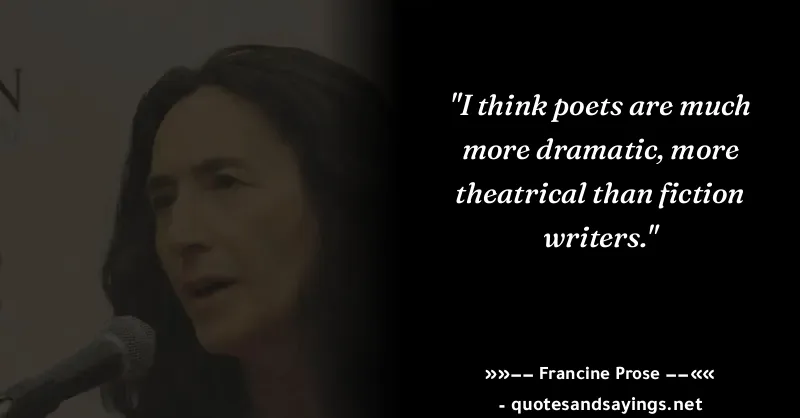 N
"I think poets are much
more dramatic, more
theatrical than fiction
writers."
»»−− Francine Prose −−««
- quotesandsayings.net